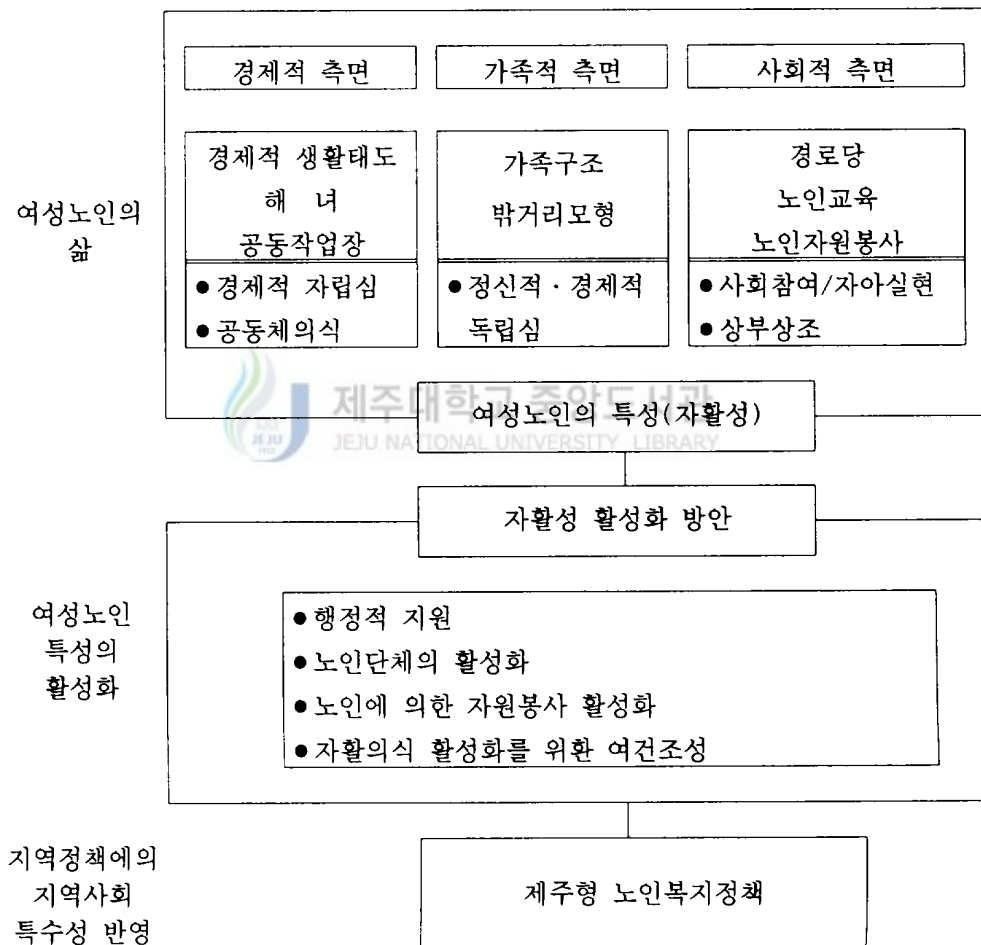 경제적 측면
가족적 측면
사회적 측면
여성노인의
삶
경제적 생활태도
해 녀
공동작업장
● 경제적 자립심
● 공동체의식
가족구조
밖거리모형
● 정신적 · 경제적
독립심
경로당
노인교육
노인자원봉사
● 사회참여/자아실현
● 상부상조
제주대학교 중앙도서관
JEJU NATIONAL UNIVERSITY LIBRARY
JEJU
1952
여성노인의 특성(자활성)
자활성 활성화 방안
여성노인
특성의
활성화
● 행정적 지원
● 노인단체의 활성화
● 노인에 의한 자원봉사 활성화
● 자활의식 활성화를 위환 여건조성
지역정책에의
지역사회
특수성 반영
제주형 노인복지정책